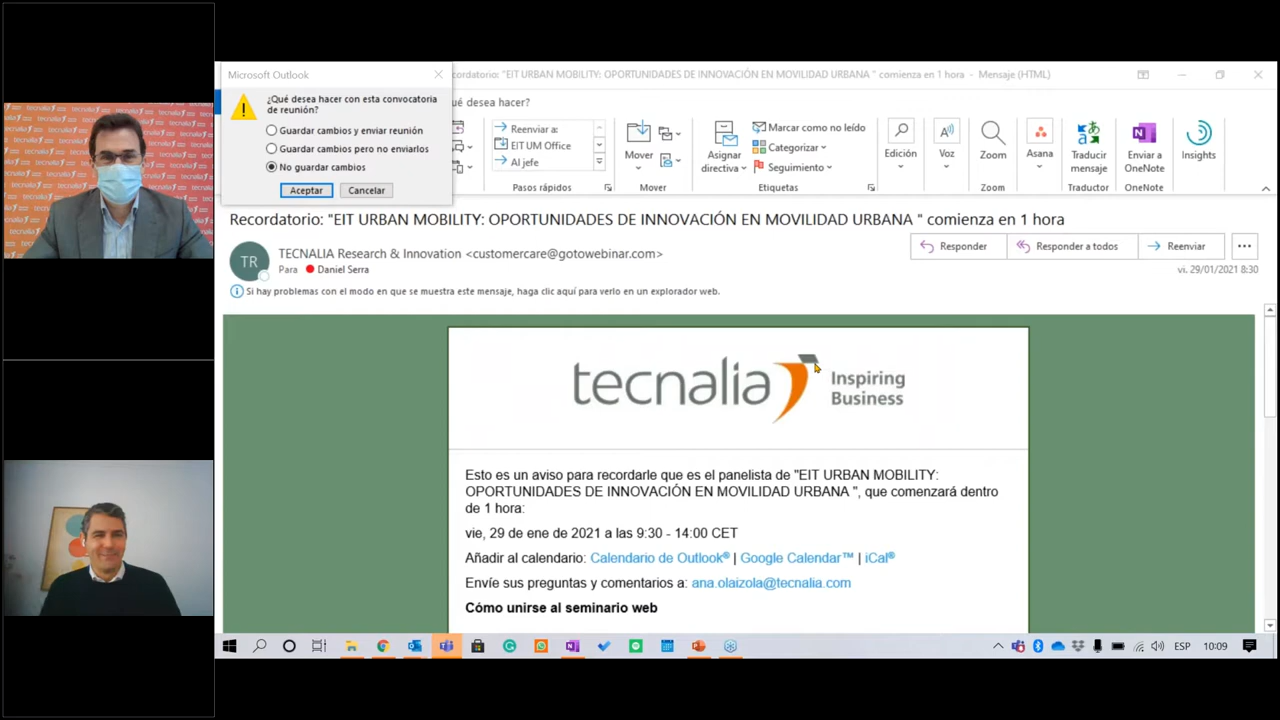 Microsoft Outlook
¿Qué desea hacer con esta convocatoria
de reunión?
Guardar cambios y enviar reunión
Guardar cambios pero no enviarlos
No guardar cambios
Aceptar
Cancelar
cordatorio: "EIT URBAN MOBILITY: OPORTUNIDADES DE INNOVACIÓN EN MOVILIDAD URBANA " comienza en 1 hora - Mensaje (HTML)
ué desea hacer?
Reenviar a:
EIT UM Office
Al jefe
Pasos rápidos
Mover
Mover
Asignar
directiva
Marcar como no leído
Categorizar
Seguimiento
Etiquetas
Edición
Voz
Zoom
Zoom
Asana
Traducir
mensaje
Traductor
Enviar a
OneNote
OneNote
Insights
Recordatorio: "EIT URBAN MOBILITY: OPORTUNIDADES DE INNOVACIÓN EN MOVILIDAD URBANA " comienza en 1 hora
TR
TECNALIA Research & Innovation <customercare@gotowebinar.com>
Para Daniel Serra
Responder
Responder a todos
Reenviar
vi. 29/01/2021 8:30
Si hay problemas con el modo en que se muestra este mensaje, haga clic aquí para verlo en un explorador web.
tecnalia
Inspiring
Business
Esto es un aviso para recordarle que es el panelista de "EIT URBAN MOBILITY:
OPORTUNIDADES DE INNOVACIÓN EN MOVILIDAD URBANA ", que comenzará dentro
de 1 hora:
vie, 29 de ene de 2021 a las 9:30 - 14:00 CET
Añadir al calendario: Calendario de Outlook® | Google Calendar™ | iCal®
Envíe sus preguntas y comentarios a: ana.olaizola@tecnalia.com
Cómo unirse al seminario web
ESP
10:09